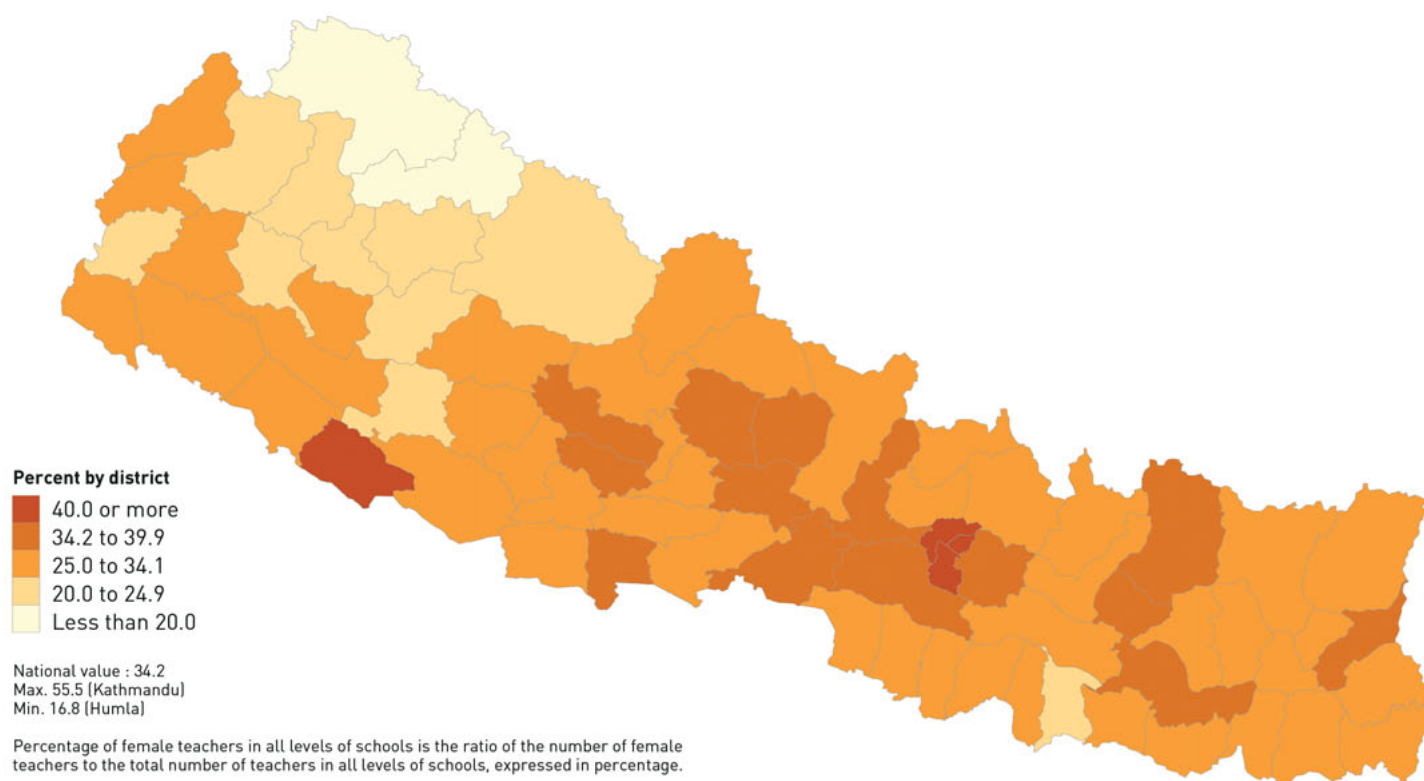 Percent by district
40.0 or more
34.2 to 39.9
25.0 to 34.1
20.0 to 24.9
Less than 20.0
National value : 34.2
Max. 55.5 (Kathmandu)
Min. 16.8 (Humla)
Percentage of female teachers in all levels of schools is the ratio of the number of female
teachers to the total number of teachers in all levels of schools, expressed in percentage.